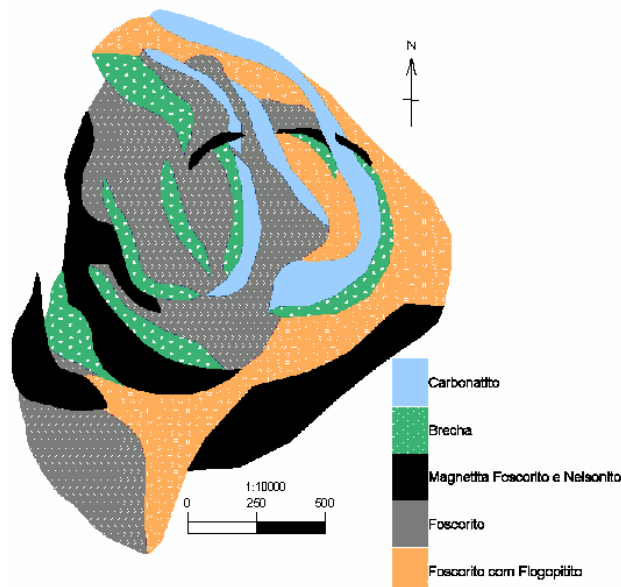 N
Carbonatito
Brecha
Magnetita Foscorito e Nelsonito
1:10000
0 250 500
Foscorito
Foscorito com Flogopitito